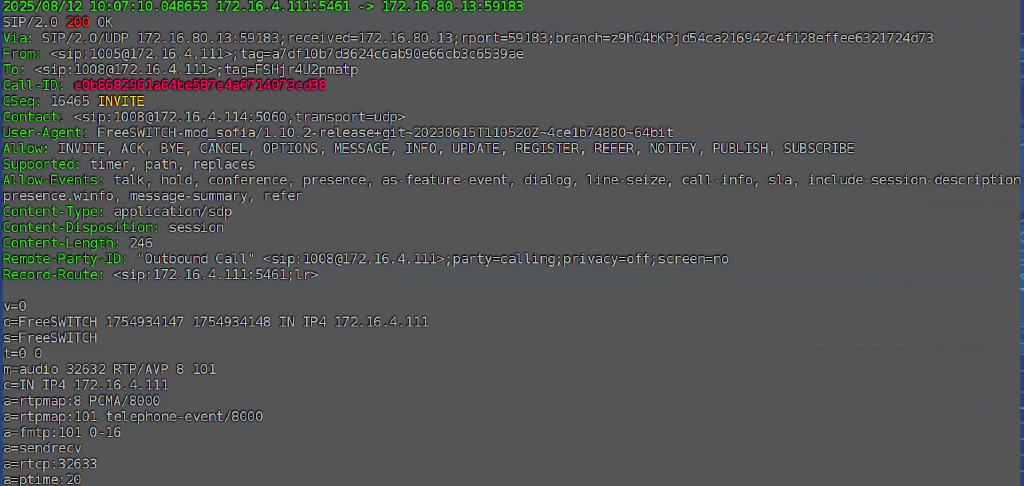 2025/08/12 10:07:10.048653 172.16.4.111:5461 -> 172.16.80.13:59183
SIP/2.0 200 OK
Via: SIP/2.0/UDP 172.16.80.13:59183;received=172.16.80.13;rport=59183;branch=z9hG4bKPjd54ca216942c4f128effee6321724d73
From: <sip:1005@172.16.4.111>;tag=a7df10b7d3624c6ab90e66cb3c6539ae
To: <sip:1008@172.16.4.111>;tag=FSHjr4U2pmatp
Call-ID: c0b8682961a64bc587c4a6714073cd38
CSeq: 16465 INVITE
Contact: <sip:1008@172.16.4.114:5060;transport=udp>
User-Agent: FreeSWITCH-mod_sofia/1.10.2-release+git~20230615T110520Z~4ce1b74880~64bit
Allow: INVITE, ACK, BYE, CANCEL, OPTIONS, MESSAGE, INFO, UPDATE, REGISTER, REFER, NOTIFY, PUBLISH, SUBSCRIBE
Supported: timer, path, replaces
Allow-Events: talk, hold, conference, presence, as-feature-event, dialog, line-seize, call-info, sla, include-session-description
presence.winfo, message-summary, refer
Content-Type: application/sdp
Content-Disposition: session
Content-Length: 246
Remote-Party-ID: "Outbound Call" <sip:1008@172.16.4.111>;party=calling;privacy=off;screen=no
Record-Route: <sip:172.16.4.111:5461;lr>
v=0
o=FreeSWITCH 1754934147 1754934148 IN IP4 172.16.4.111
s=FreeSWITCH
t=0 0
m=audio 32632 RTP/AVP 8 101
c=IN IP4 172.16.4.111
a=rtpmap:8 PCMA/8000
a=rtpmap:101 telephone-event/8000
a=fmtp:101 0-16
a=sendrecv
a=rtcp:32633
a=ptime:20